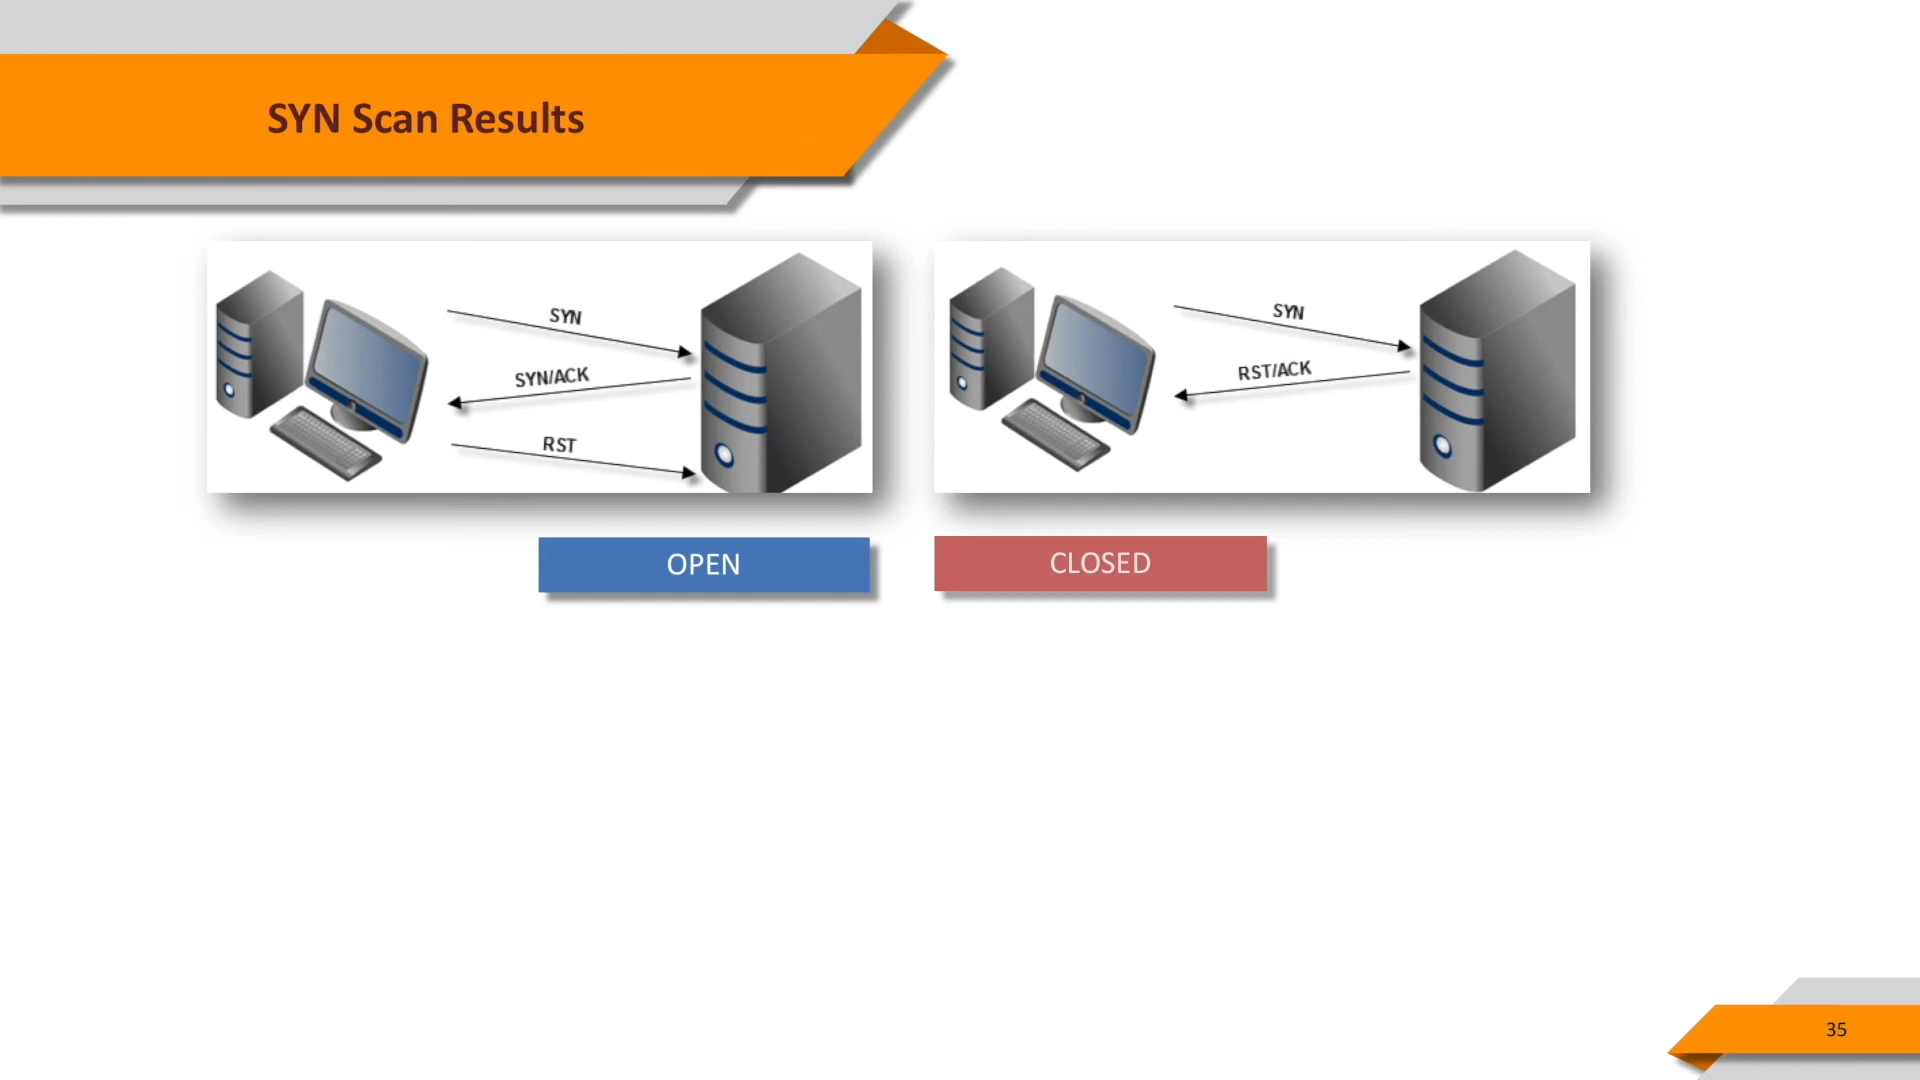 SYN Scan Results
SYN
SYN/ACK
RST
SYN
RST/ACK
OPEN
CLOSED
35